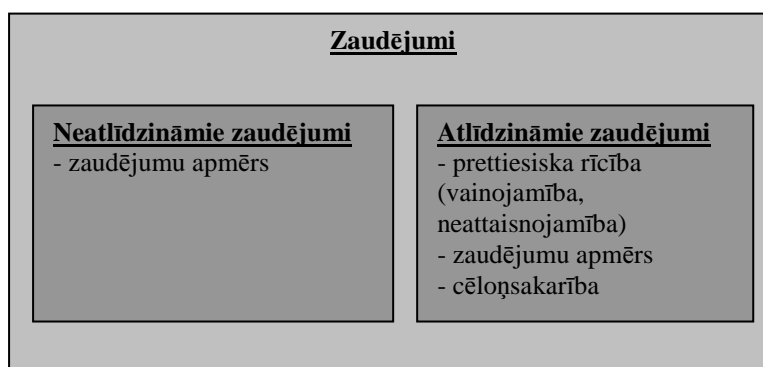 Zaudējumi
Neatlīdzināmie zaudējumi
- zaudējumu apmērs
Atlīdzināmie zaudējumi
- prettiesiska rīcība
(vainojamība,
neattaisnojamība)
- zaudējumu apmērs
- cēloņsakarība